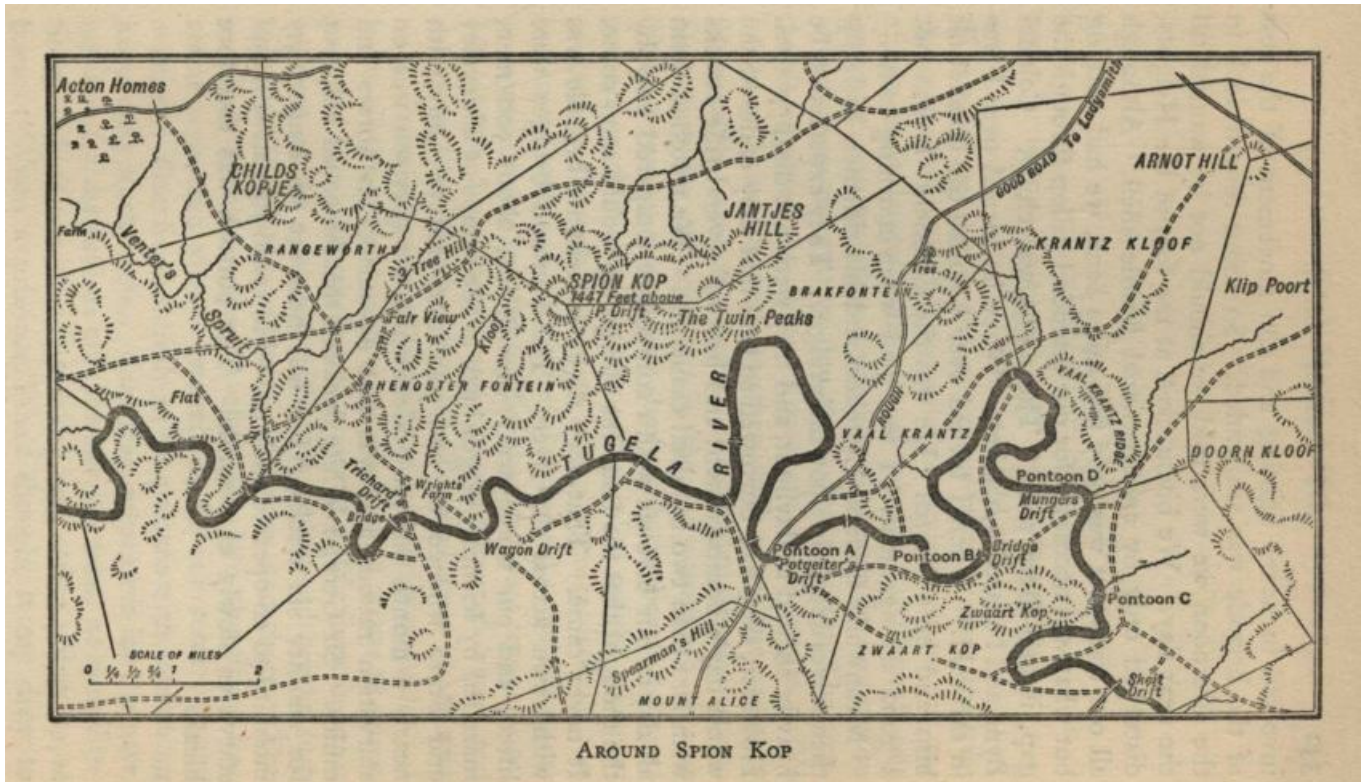 Acton Homes
CHILDS
KOPJE
Farm
Venter's
Spruit
RANGEWORTHY
3 Tree Hill
Fair View
Kloof
RHENOSTER FONTEIN
Flat
SPION KOP
1447 Feet above
P. Drift
The Twin Peaks
JANTJES
HILL
BRAKFONTEIN
Tree
GOOD ROAD To Ladysmith
ROUGH
ARNOT HILL
KRANTZ KLOOF
Klip Poort
VAAL KRANTZ
VAAL KRANTZ RIDGE
DOORN KLOOF
TUGELA
RIVER
Trichard
Drift
Bridge
Wrights
Farm
Wagon Drift
Pontoon A
Potgeiter's
Drift
Pontoon B
Bridge
Drift
Pontoon D
Mungers
Drift
Pontoon C
Zwaart Kop
ZWAART KOP
Skeit
Drift
Spearman's Hill
MOUNT ALICE
SCALE OF MILES
0 ¼ ½ ¾ 1 2
AROUND SPION KOP